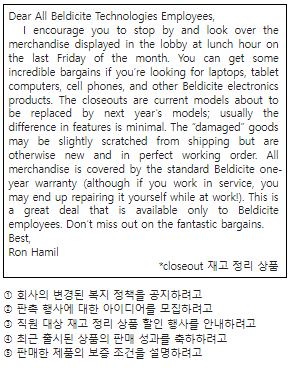 Dear All Beldicite Technologies Employees,
I encourage you to stop by and look over the
merchandise displayed in the lobby at lunch hour on
the last Friday of the month. You can get some
incredible bargains if you’re looking for laptops, tablet
computers, cell phones, and other Beldicite electronics
products. The closeouts are current models about to
be replaced by next year’s models; usually the
difference in features is minimal. The “damaged” goods
may be slightly scratched from shipping but are
otherwise new and in perfect working order. All
merchandise is covered by the standard Beldicite one-
year warranty (although if you work in service, you
may end up repairing it yourself while at work!). This is
a great deal that is available only to Beldicite
employees. Don’t miss out on the fantastic bargains.
Best,
Ron Hamil
*closeout 재고 정리 상품
① 회사의 변경된 복지 정책을 공지하려고
② 판촉 행사에 대한 아이디어를 모집하려고
③ 직원 대상 재고 정리 상품 할인 행사를 안내하려고
④ 최근 출시된 상품의 판매 성과를 축하하려고
⑤ 판매한 제품의 보증 조건을 설명하려고